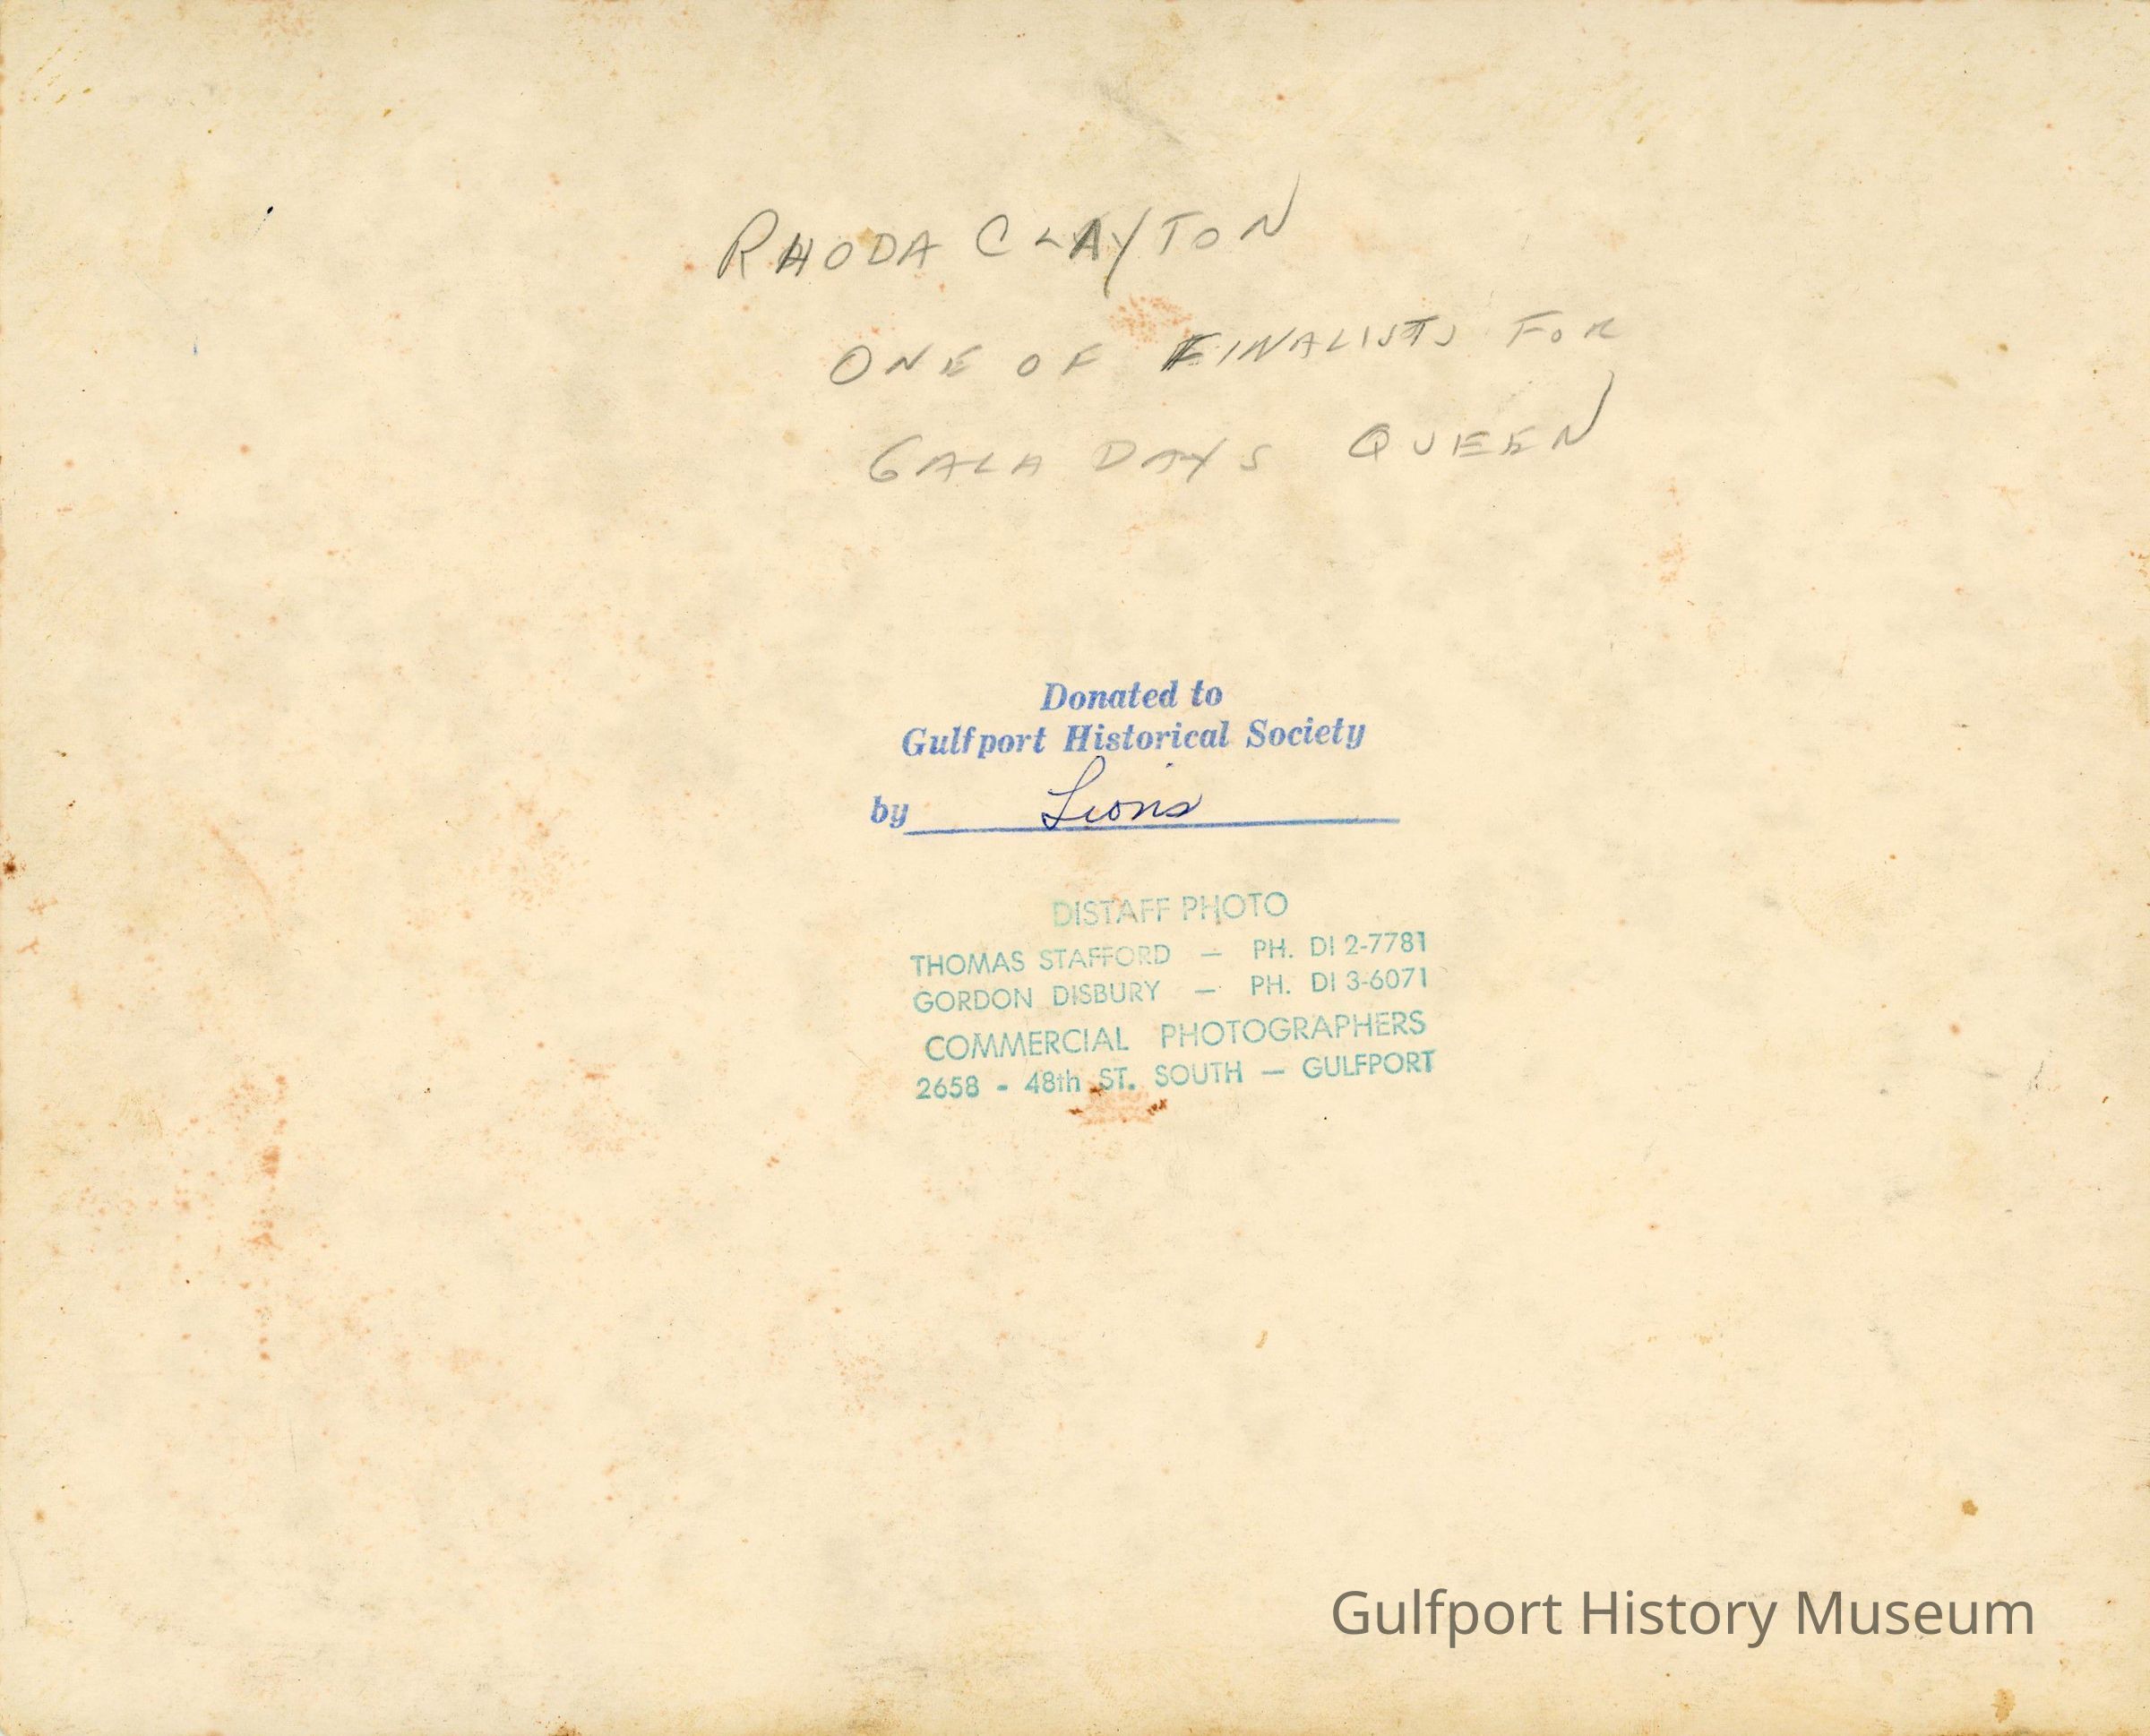 RHODA CLAYTON
ONE OF FINALISTS FOR
GALA DAYS QUEEN
Donated to
Gulfport Historical Society
by Lions
DISTAFF PHOTO
THOMAS STAFFORD — PH. DI 2-7781
GORDON DISBURY — PH. DI 3-6071
COMMERCIAL PHOTOGRAPHERS
2658 - 48th ST. SOUTH — GULFPORT
Gulfport History Museum